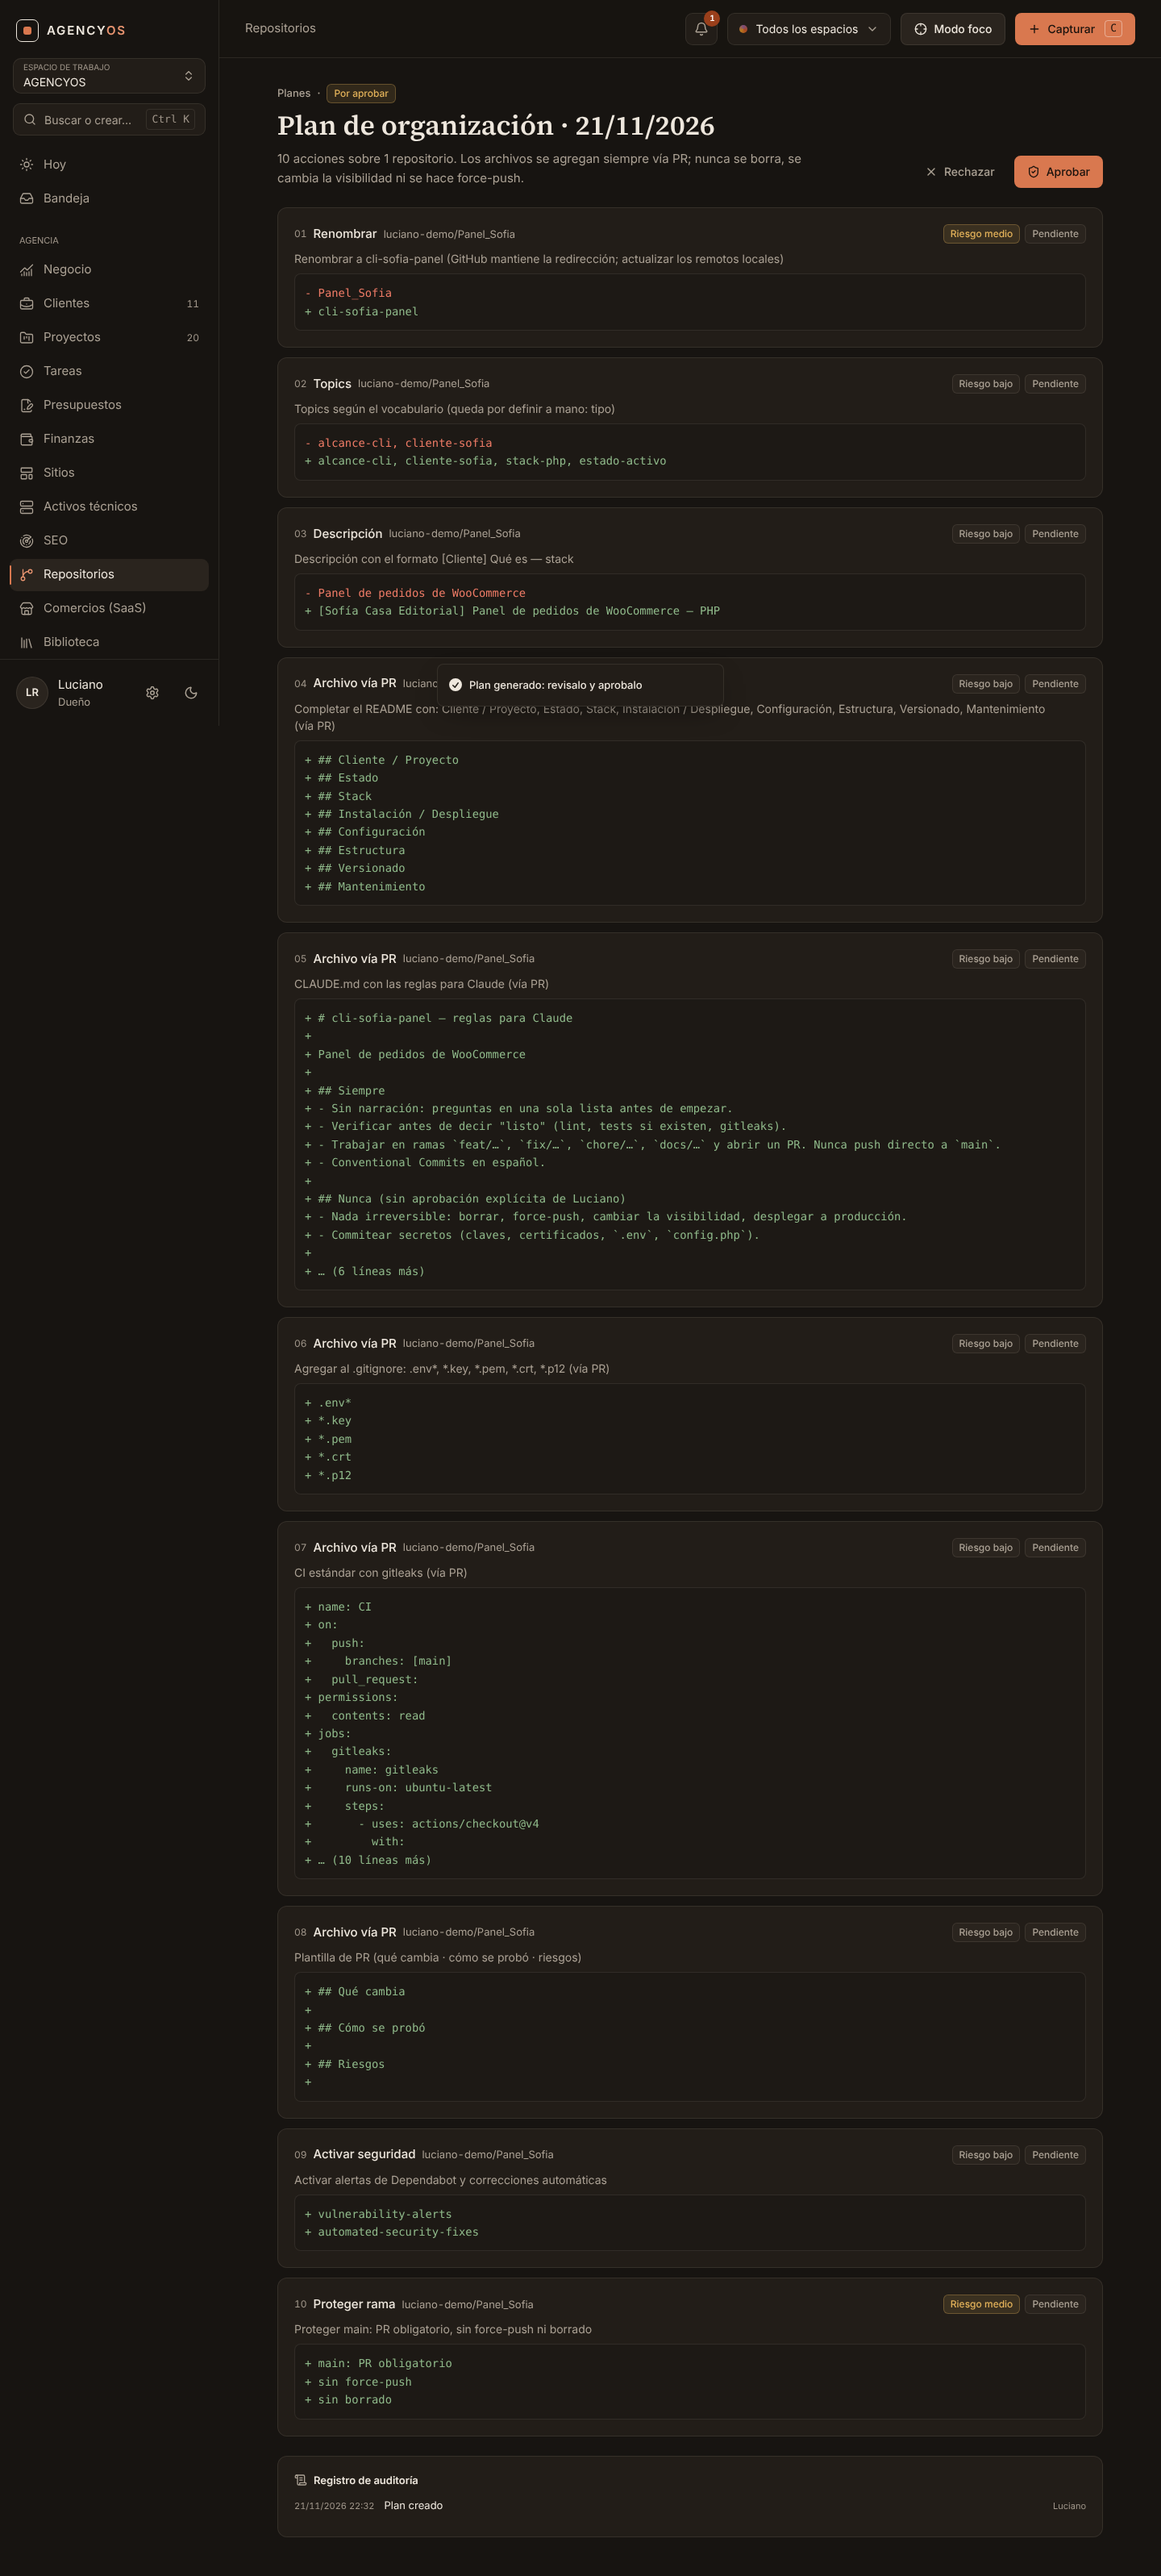 AGENCYOS
ESPACIO DE TRABAJO
AGENCYOS
Buscar o crear... Ctrl K
Hoy
Bandeja
AGENCIA
Negocio
Clientes 11
Proyectos 20
Tareas
Presupuestos
Finanzas
Sitios
Activos técnicos
SEO
Repositorios
Comercios (SaaS)
Biblioteca
LR Luciano
Dueño
Repositorios
1
Todos los espacios
Modo foco
+ Capturar C
Planes · Por aprobar
Plan de organización · 21/11/2026
10 acciones sobre 1 repositorio. Los archivos se agregan siempre vía PR; nunca se borra, se
cambia la visibilidad ni se hace force-push.
Rechazar
Aprobar
01 Renombrar luciano-demo/Panel_Sofia Riesgo medio Pendiente
Renombrar a cli-sofia-panel (GitHub mantiene la redirección; actualizar los remotos locales)
- Panel_Sofia
+ cli-sofia-panel
02 Topics luciano-demo/Panel_Sofia Riesgo bajo Pendiente
Topics según el vocabulario (queda por definir a mano: tipo)
- alcance-cli, cliente-sofia
+ alcance-cli, cliente-sofia, stack-php, estado-activo
03 Descripción luciano-demo/Panel_Sofia Riesgo bajo Pendiente
Descripción con el formato [Cliente] Qué es — stack
- Panel de pedidos de WooCommerce
+ [Sofía Casa Editorial] Panel de pedidos de WooCommerce — PHP
04 Archivo vía PR Riesgo bajo Pendiente
Plan generado: revisalo y aprobalo
Completar el README con: Cliente / Proyecto, Estado, Stack, Instalación / Despliegue, Configuración, Estructura, Versionado, Mantenimiento
(vía PR)
+ ## Cliente / Proyecto
+ ## Estado
+ ## Stack
+ ## Instalación / Despliegue
+ ## Configuración
+ ## Estructura
+ ## Versionado
+ ## Mantenimiento
05 Archivo vía PR luciano-demo/Panel_Sofia Riesgo bajo Pendiente
CLAUDE.md con las reglas para Claude (vía PR)
+ # cli-sofia-panel — reglas para Claude
+
+ Panel de pedidos de WooCommerce
+
+ ## Siempre
+ - Sin narración: preguntas en una sola lista antes de empezar.
+ - Verificar antes de decir "listo" (lint, tests si existen, gitleaks).
+ - Trabajar en ramas `feat/…`, `fix/…`, `chore/…`, `docs/…` y abrir un PR. Nunca push directo a `main`.
+ - Conventional Commits en español.
+
+ ## Nunca (sin aprobación explícita de Luciano)
+ - Nada irreversible: borrar, force-push, cambiar la visibilidad, desplegar a producción.
+ - Commitear secretos (claves, certificados, `.env`, `config.php`).
+
+ … (6 líneas más)
06 Archivo vía PR luciano-demo/Panel_Sofia Riesgo bajo Pendiente
Agregar al .gitignore: .env*, *.key, *.pem, *.crt, *.p12 (vía PR)
+ .env*
+ *.key
+ *.pem
+ *.crt
+ *.p12
07 Archivo vía PR luciano-demo/Panel_Sofia Riesgo bajo Pendiente
CI estándar con gitleaks (vía PR)
+ name: CI
+ on:
+   push:
+     branches: [main]
+   pull_request:
+ permissions:
+   contents: read
+ jobs:
+   gitleaks:
+     name: gitleaks
+     runs-on: ubuntu-latest
+     steps:
+       - uses: actions/checkout@v4
+         with:
+ … (10 líneas más)
08 Archivo vía PR luciano-demo/Panel_Sofia Riesgo bajo Pendiente
Plantilla de PR (qué cambia · cómo se probó · riesgos)
+ ## Qué cambia
+
+ ## Cómo se probó
+
+ ## Riesgos
+
09 Activar seguridad luciano-demo/Panel_Sofia Riesgo bajo Pendiente
Activar alertas de Dependabot y correcciones automáticas
+ vulnerability-alerts
+ automated-security-fixes
10 Proteger rama luciano-demo/Panel_Sofia Riesgo medio Pendiente
Proteger main: PR obligatorio, sin force-push ni borrado
+ main: PR obligatorio
+ sin force-push
+ sin borrado
Registro de auditoría
21/11/2026 22:32 Plan creado Luciano